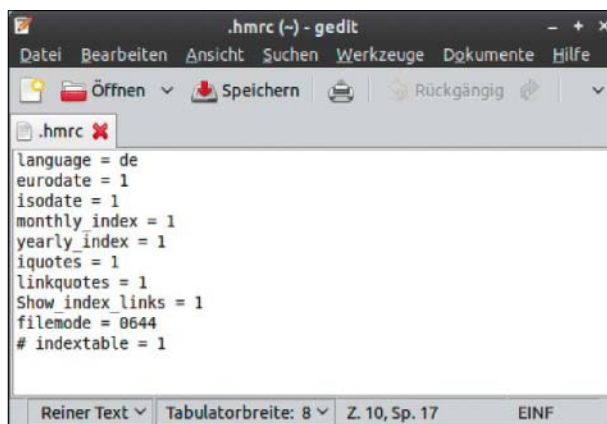 .hmrc (~) - gedit
Datei Bearbeiten Ansicht Suchen Werkzeuge Dokumente Hilfe
Öffnen Speichern Rückgängig
.hmrc
language = de
eurodate = 1
isodate = 1
monthly_index = 1
yearly_index = 1
iquotes = 1
linkquotes = 1
Show_index_links = 1
filemode = 0644
# indextable = 1
Reiner Text Tabulatorbreite: 8 Z. 10, Sp. 17 EINF